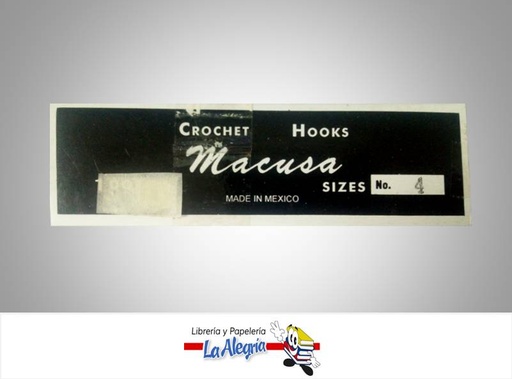 CROCHET HOOKS
Macusa
SIZES No. 4
MADE IN MEXICO
Librería y Papelería
La Alegría